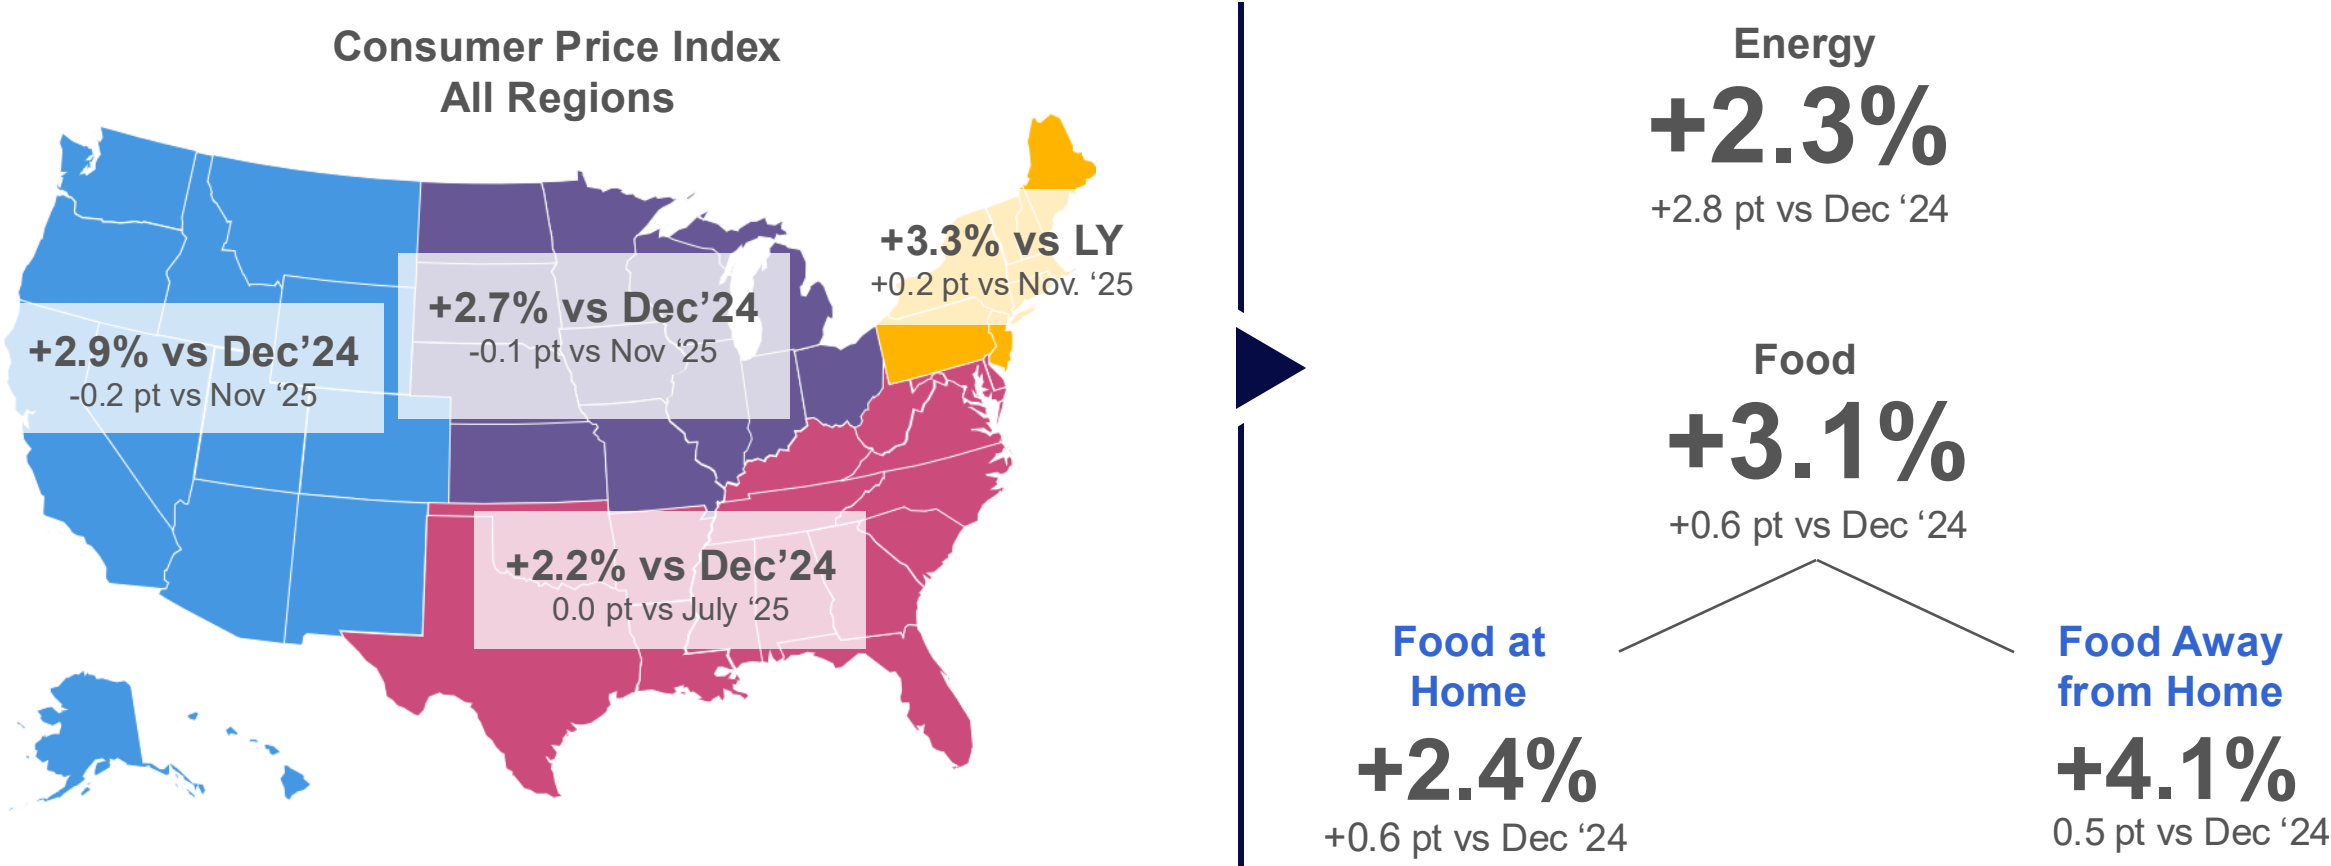 Consumer Price Index
All Regions
+3.3% vs LY
+0.2 pt vs Nov. ‘25
+2.7% vs Dec’24
-0.1 pt vs Nov ‘25
+2.9% vs Dec’24
-0.2 pt vs Nov ‘25
+2.2% vs Dec’24
0.0 pt vs July ‘25
Energy
+2.3%
+2.8 pt vs Dec ‘24
Food
+3.1%
+0.6 pt vs Dec ‘24
Food at
Home
+2.4%
+0.6 pt vs Dec ‘24
Food Away
from Home
+4.1%
0.5 pt vs Dec ‘24